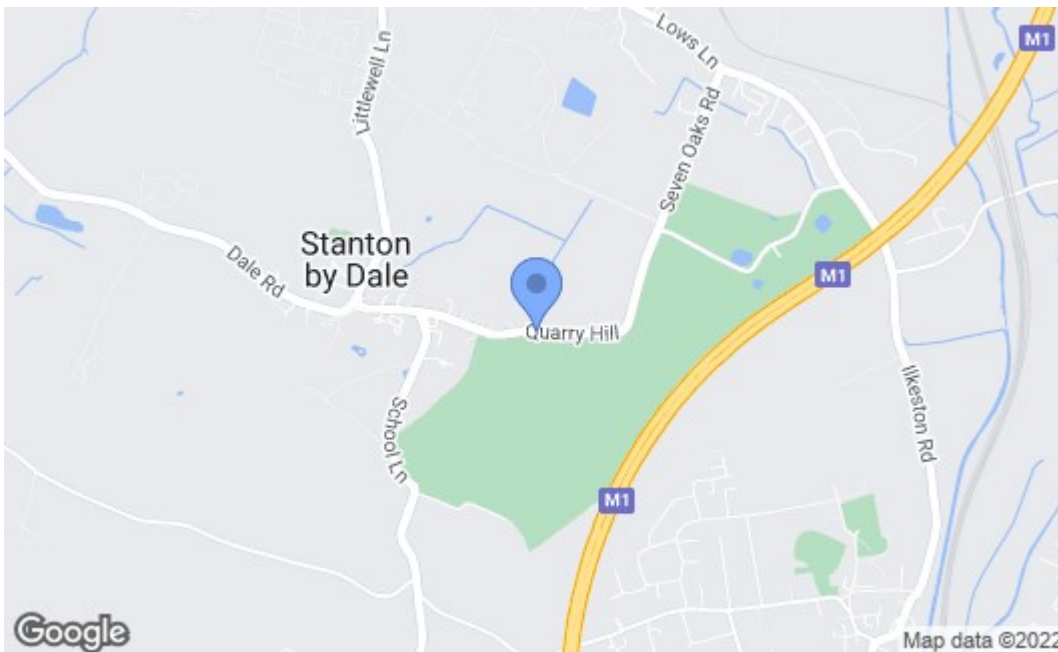 Lows Ln
M1
Littlewell Ln
Seven Oaks Rd
Stanton
by Dale
Dale Rd
M1
Quarry Hill
School Ln
Ilkeston Rd
M1
Google
Map data ©2022